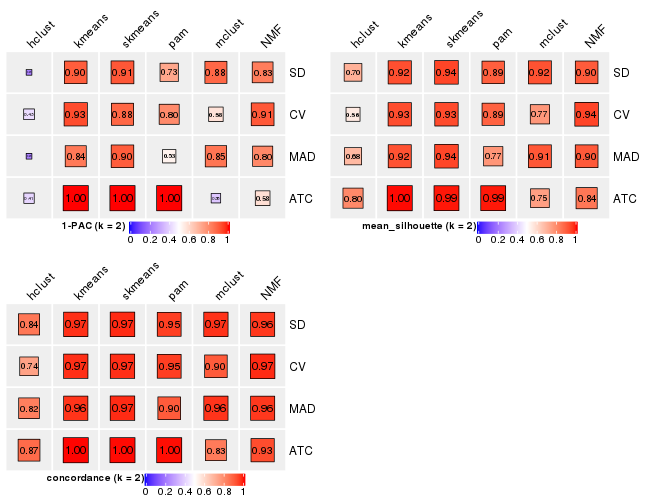 hclust kmeans skmeans pam mclust NMF
0.90 0.91 0.73 0.88 0.83 SD
0.43 0.93 0.88 0.80 0.58 0.91 CV
0.84 0.90 0.53 0.85 0.80 MAD
0.41 1.00 1.00 1.00 0.58 ATC
1-PAC (k = 2)
0 0.2 0.4 0.6 0.8 1
hclust kmeans skmeans pam mclust NMF
0.70 0.92 0.94 0.89 0.92 0.90 SD
0.56 0.93 0.93 0.89 0.77 0.94 CV
0.68 0.92 0.94 0.77 0.91 0.90 MAD
0.80 1.00 0.99 0.99 0.75 0.84 ATC
mean_silhouette (k = 2)
0 0.2 0.4 0.6 0.8 1
hclust kmeans skmeans pam mclust NMF
0.84 0.97 0.97 0.95 0.97 0.96 SD
0.74 0.97 0.97 0.95 0.90 0.97 CV
0.82 0.96 0.97 0.90 0.96 0.95 MAD
0.87 1.00 1.00 1.00 0.83 0.93 ATC
concordance (k = 2)
0 0.2 0.4 0.6 0.8 1